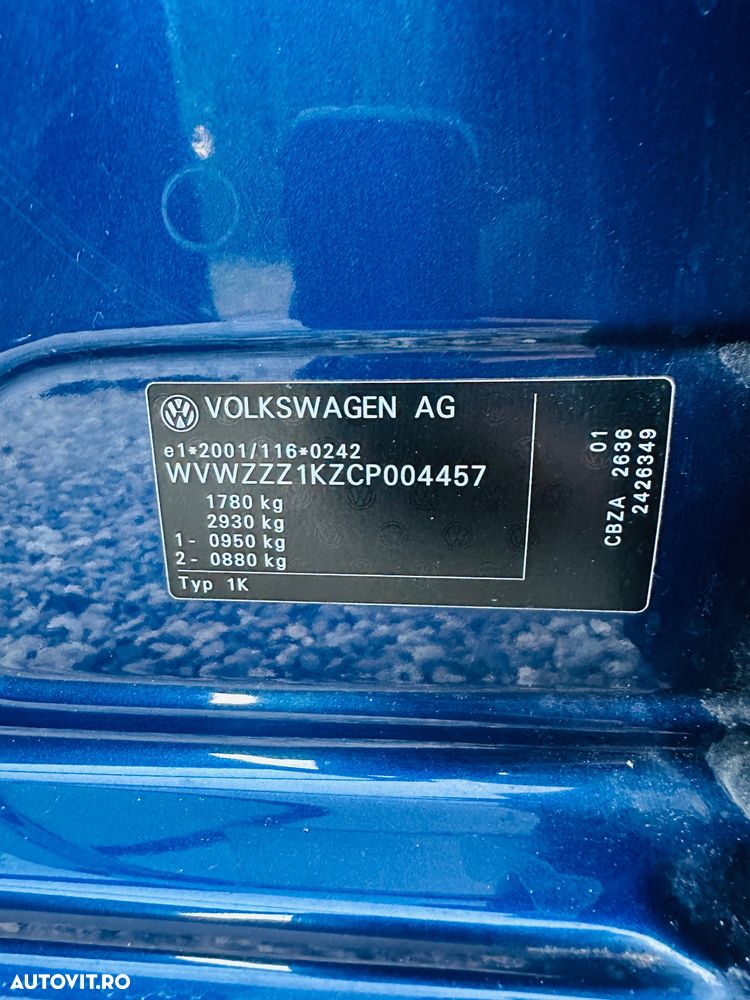 VOLKSWAGEN AG
e1*2001/116*0242
WVWZZZ1KZCP004457
1780 kg
2930 kg
1- 0950 kg
2- 0880 kg
Typ 1K
01
CBZA 2636
2426349
AUTOVIT.RO